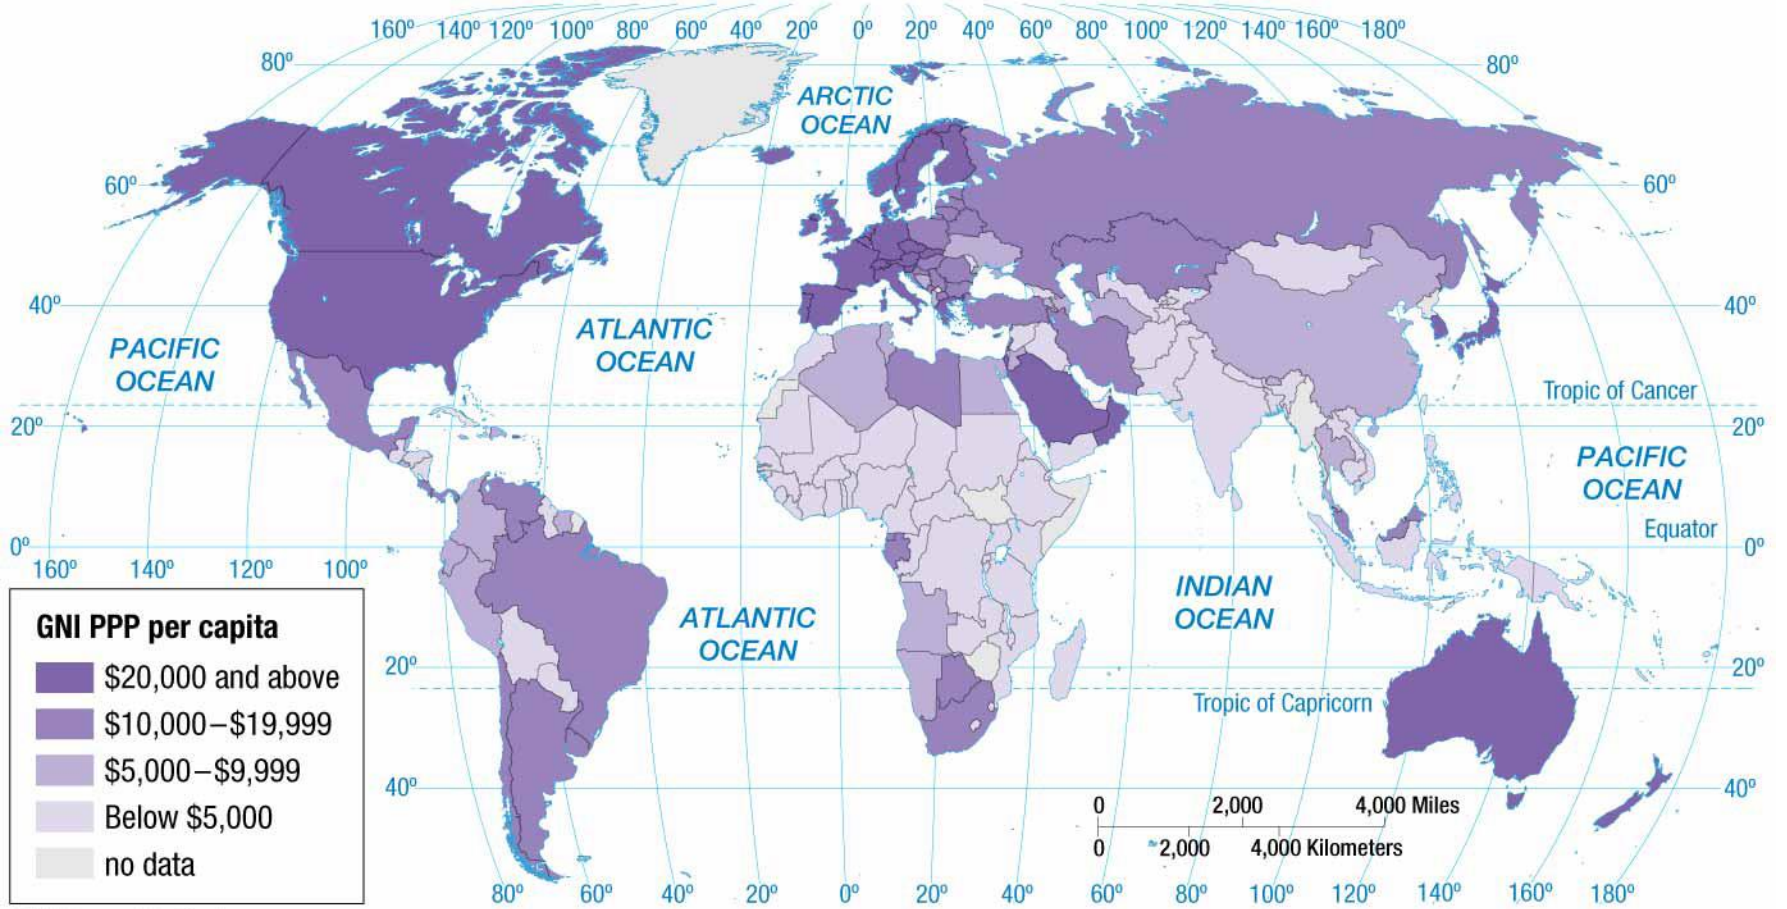 160º 140º 120º 100º 80º 60º 40º 20º 0º 20º 40º 60º 80º 100º 120º 140º 160º 180º
80º 80º
ARCTIC
OCEAN
60º 60º
40º 40º
PACIFIC
OCEAN
ATLANTIC
OCEAN
Tropic of Cancer
20º 20º
PACIFIC
OCEAN
Equator
0º 0º
160º 140º 120º 100º
INDIAN
OCEAN
ATLANTIC
OCEAN
20º 20º
Tropic of Capricorn
40º 40º
GNI PPP per capita
$20,000 and above
$10,000–$19,999
$5,000–$9,999
Below $5,000
no data
0 2,000 4,000 Miles
0 2,000 4,000 Kilometers
80º 60º 40º 20º 0º 20º 40º 60º 80º 100º 120º 140º 160º 180º